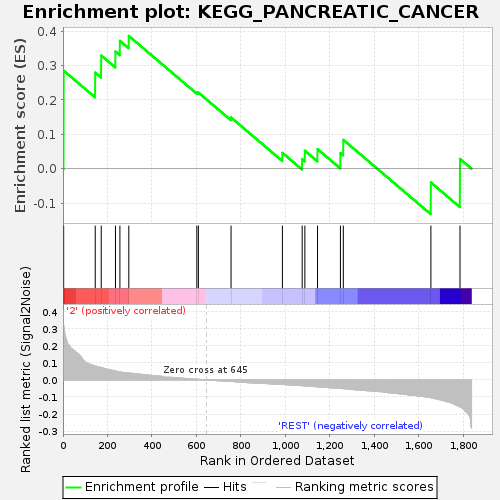 Enrichment plot: KEGG_PANCREATIC_CANCER
Enrichment score (ES)
0.4
0.3
0.2
0.1
0.0
-0.1
'2' (positively correlated)
Ranked list metric (Signal2Noise)
0.4
0.3
0.2
0.1
0.0
-0.1
-0.2
-0.3
Zero cross at 645
'REST' (negatively correlated)
0 200 400 600 800 1,000 1,200 1,400 1,600 1,800
Rank in Ordered Dataset
Enrichment profile Hits Ranking metric scores